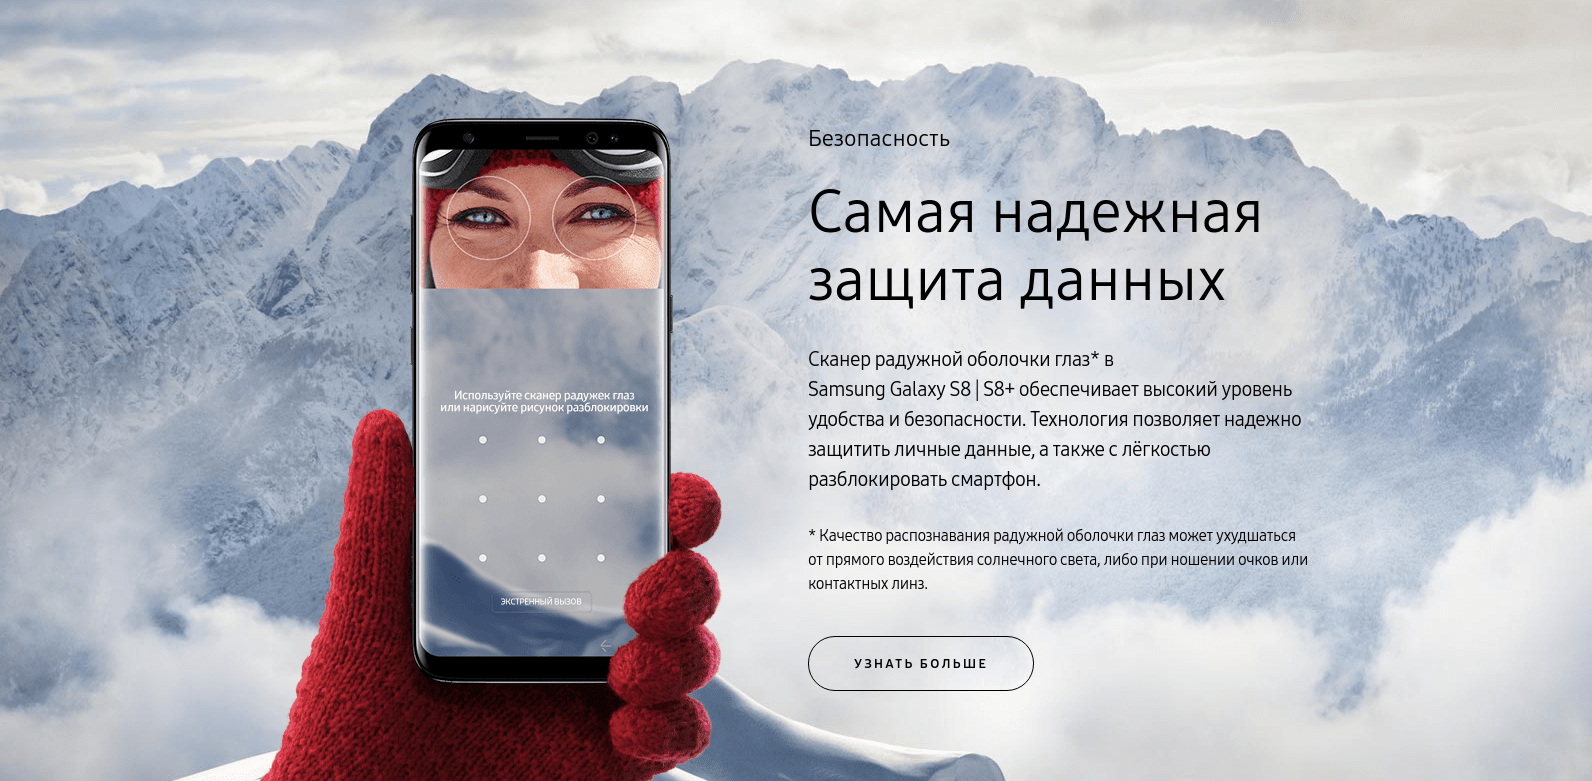 Безопасность
Самая надежная
защита данных
Сканер радужной оболочки глаз* в
Samsung Galaxy S8 | S8+ обеспечивает высокий уровень
удобства и безопасности. Технология позволяет надежно
защитить личные данные, а также с лёгкостью
разблокировать смартфон.
* Качество распознавания радужной оболочки глаз может ухудшаться
от прямого воздействия солнечного света, либо при ношении очков или
контактных линз.
УЗНАТЬ БОЛЬШЕ
Используйте сканер радужек глаз
или нарисуйте рисунок разблокировки
ЭКСТРЕННЫЙ ВЫЗОВ